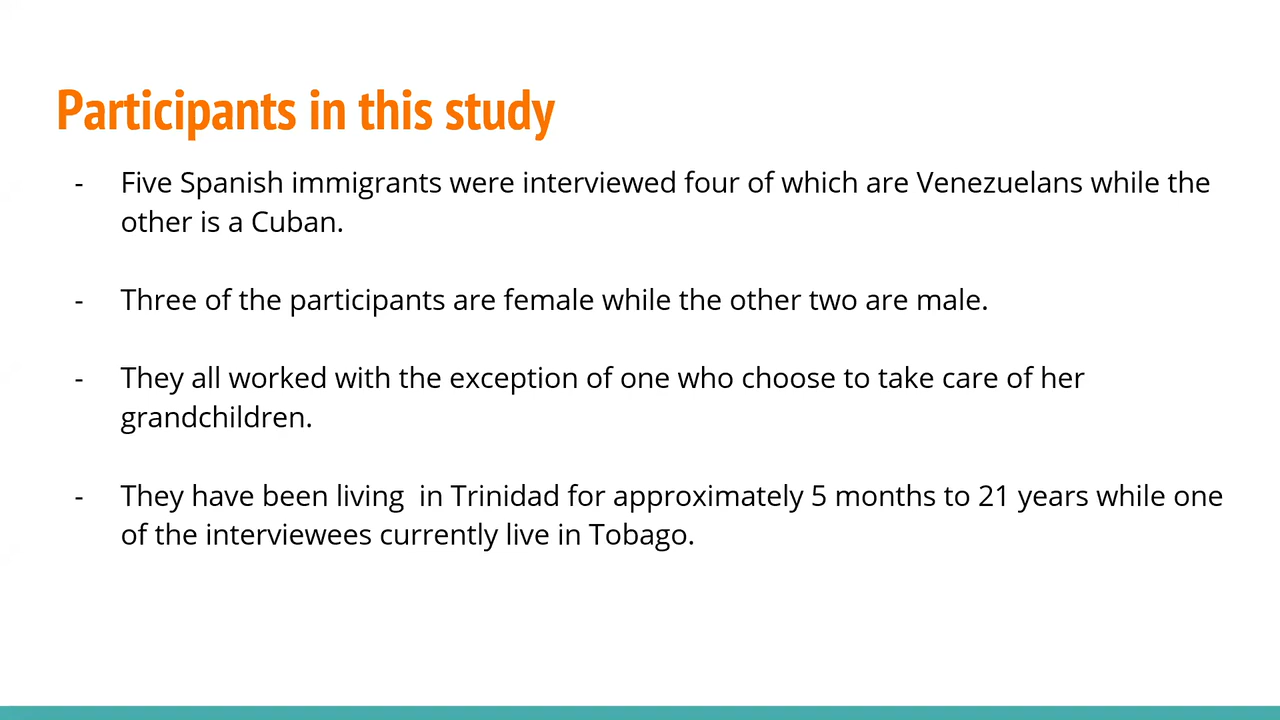 Participants in this study
- Five Spanish immigrants were interviewed four of which are Venezuelans while the
other is a Cuban.
- Three of the participants are female while the other two are male.
- They all worked with the exception of one who choose to take care of her
grandchildren.
- They have been living  in Trinidad for approximately 5 months to 21 years while one
of the interviewees currently live in Tobago.